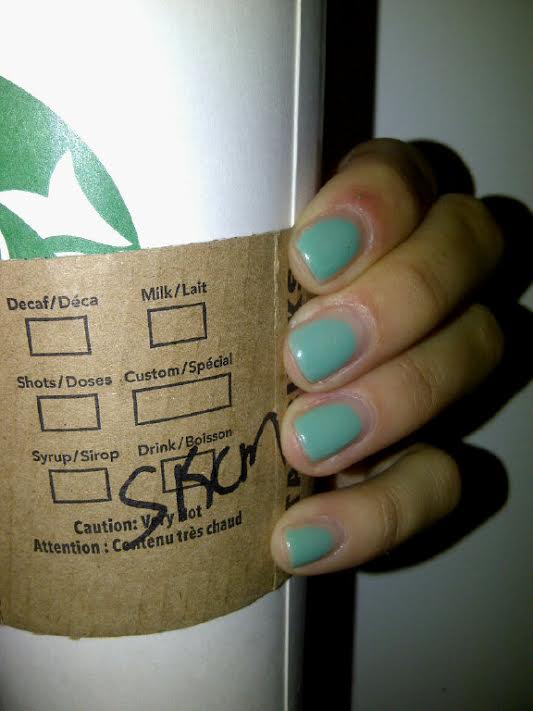 Decaf/Déca Milk/Lait
Shots/Doses Custom/Spécial
Syrup/Sirop Drink/Boisson
Caution: Very Hot
Attention : Contenu très chaud